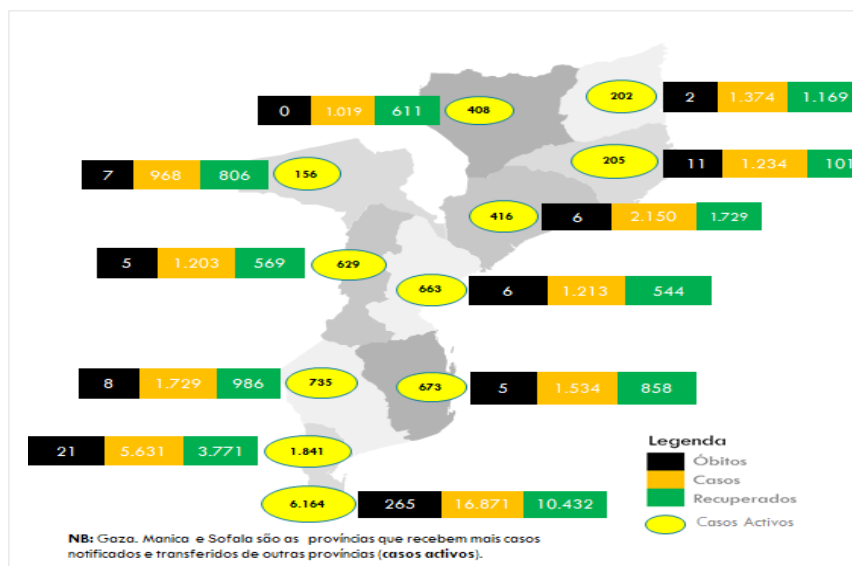 202 2 1.374 1.169
0 1.019 611 408
205 11 1.234 101
7 968 806 156
416 6 2.150 1.729
5 1.203 569 629
663 6 1.213 544
8 1.729 986 735
673 5 1.534 858
21 5.631 3.771 1.841
6.164 265 16.871 10.432
Legenda
Óbitos
Casos
Recuperados
Casos Activos
NB: Gaza. Manica e Sofala são as províncias que recebem mais casos
notificados e transferidos de outras províncias (casos activos).